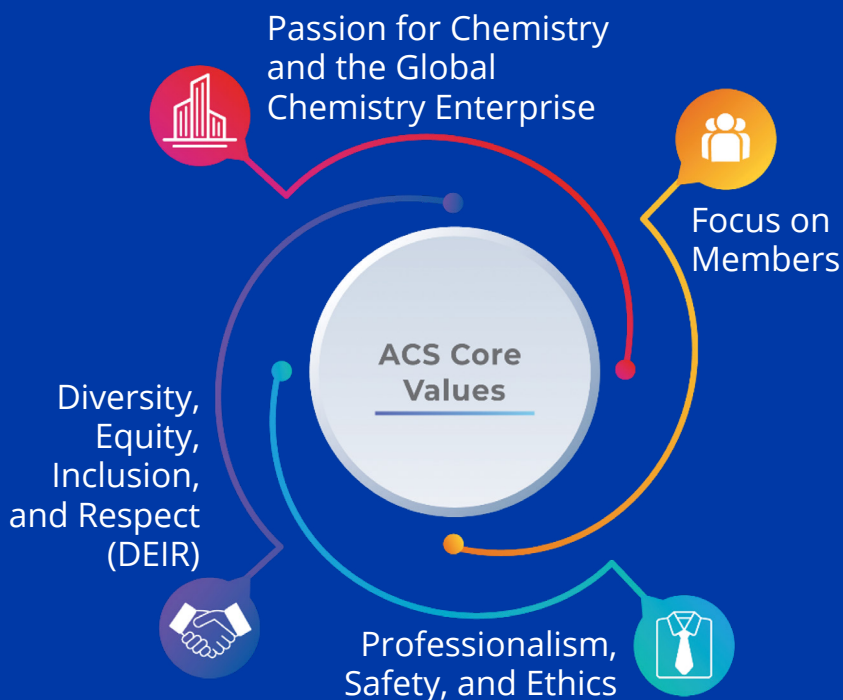 Passion for Chemistry
and the Global
Chemistry Enterprise
Focus on
Members
ACS Core
Values
Diversity,
Equity,
Inclusion,
and Respect
(DEIR)
Professionalism,
Safety, and Ethics